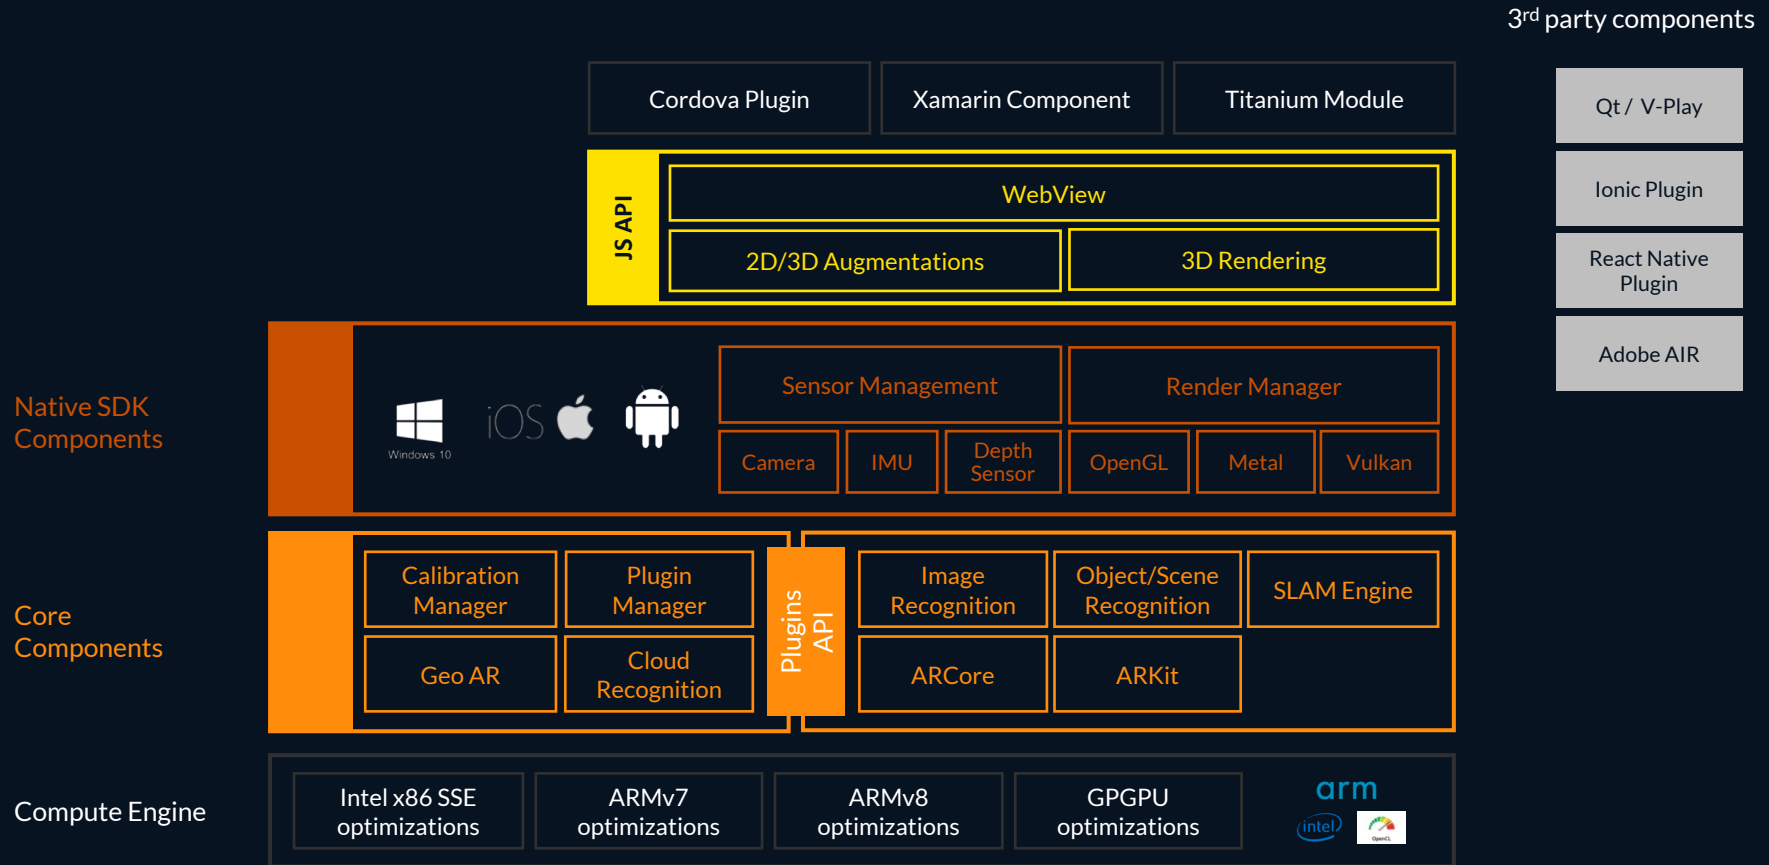 3rd party components
Cordova Plugin
Xamarin Component
Titanium Module
Qt / V-Play
Ionic Plugin
React Native
Plugin
Adobe AIR
JS API
WebView
2D/3D Augmentations
3D Rendering
Native SDK
Components
Windows 10
iOS
Sensor Management
Render Manager
Camera
IMU
Depth
Sensor
OpenGL
Metal
Vulkan
Core
Components
Calibration
Manager
Plugin
Manager
Geo AR
Cloud
Recognition
Plugins
API
Image
Recognition
Object/Scene
Recognition
SLAM Engine
ARCore
ARKit
Compute Engine
Intel x86 SSE
optimizations
ARMv7
optimizations
ARMv8
optimizations
GPGPU
optimizations
arm
intel
OpenCL